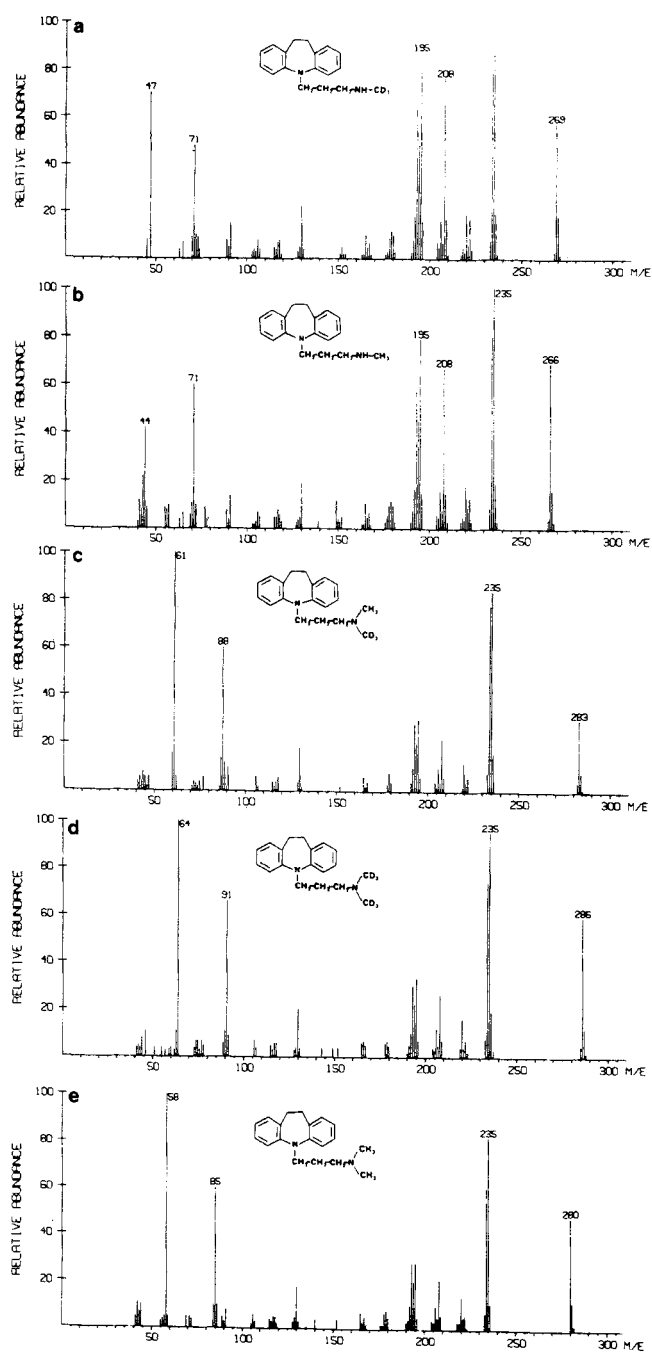 a
RELATIVE ABUNDANCE
100
80
60
40
20
47
71
195
208
269
N
CH₂-CH₂-CH₂-NH-CD₃
50
100
150
200
250
300 M/E
b
RELATIVE ABUNDANCE
100
80
60
40
20
44
71
195
208
235
266
N
CH₂-CH₂-CH₂-NH-CH₃
50
100
150
200
250
300 M/E
c
RELATIVE ABUNDANCE
100
80
60
40
20
61
88
235
283
N
CH₃
CH₂-CH₂-CH₂-N
CD₃
50
100
150
200
250
300 M/E
d
RELATIVE ABUNDANCE
100
80
60
40
20
64
91
235
286
N
CD₃
CH₂-CH₂-CH₂-N
CD₃
50
100
150
200
250
300 M/E
e
RELATIVE ABUNDANCE
100
80
60
40
20
58
85
235
280
N
CH₃
CH₂-CH₂-CH₂-N
CH₃
50
100
150
200
250
300 M/E